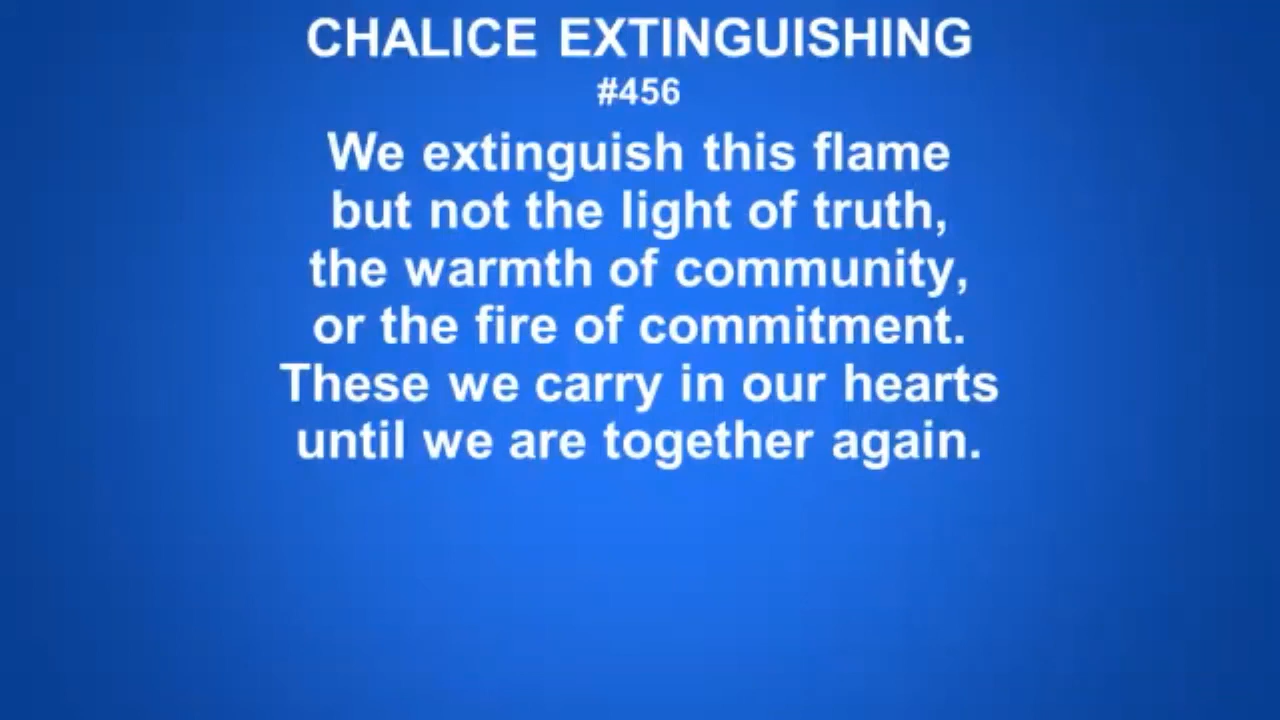 CHALICE EXTINGUISHING
#456
We extinguish this flame
but not the light of truth,
the warmth of community,
or the fire of commitment.
These we carry in our hearts
until we are together again.